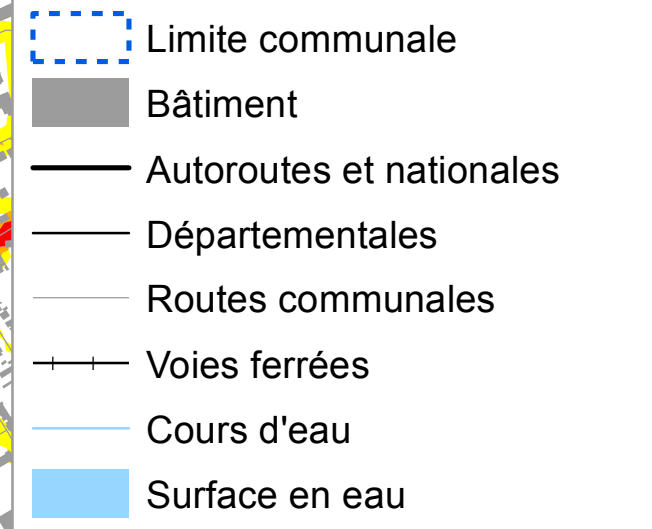 Limite communale
Bâtiment
Autoroutes et nationales
Départementales
Routes communales
Voies ferrées
Cours d'eau
Surface en eau